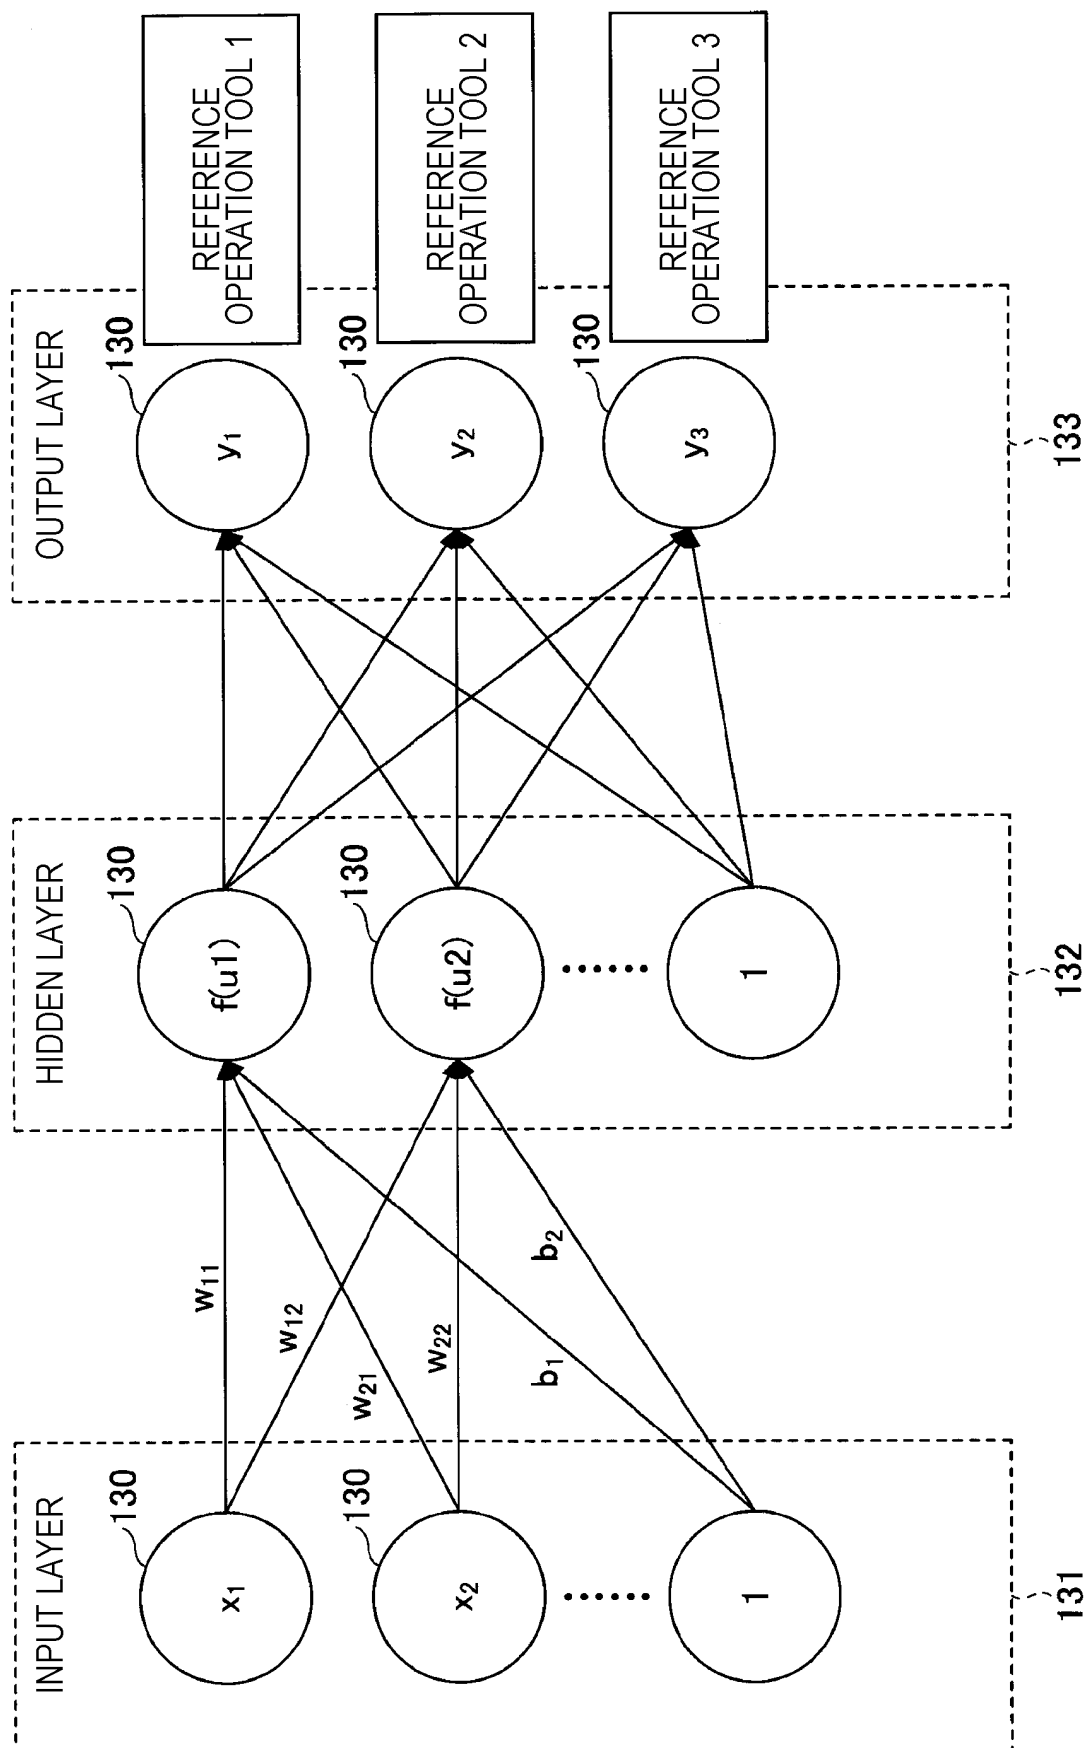 INPUT LAYER
130
x1
130
x2
1
131
w11
w12
w21
w22
b1
b2
HIDDEN LAYER
130
f(u1)
130
f(u2)
1
132
OUTPUT LAYER
130
y1
130
y2
130
y3
133
REFERENCE
OPERATION TOOL 1
REFERENCE
OPERATION TOOL 2
REFERENCE
OPERATION TOOL 3